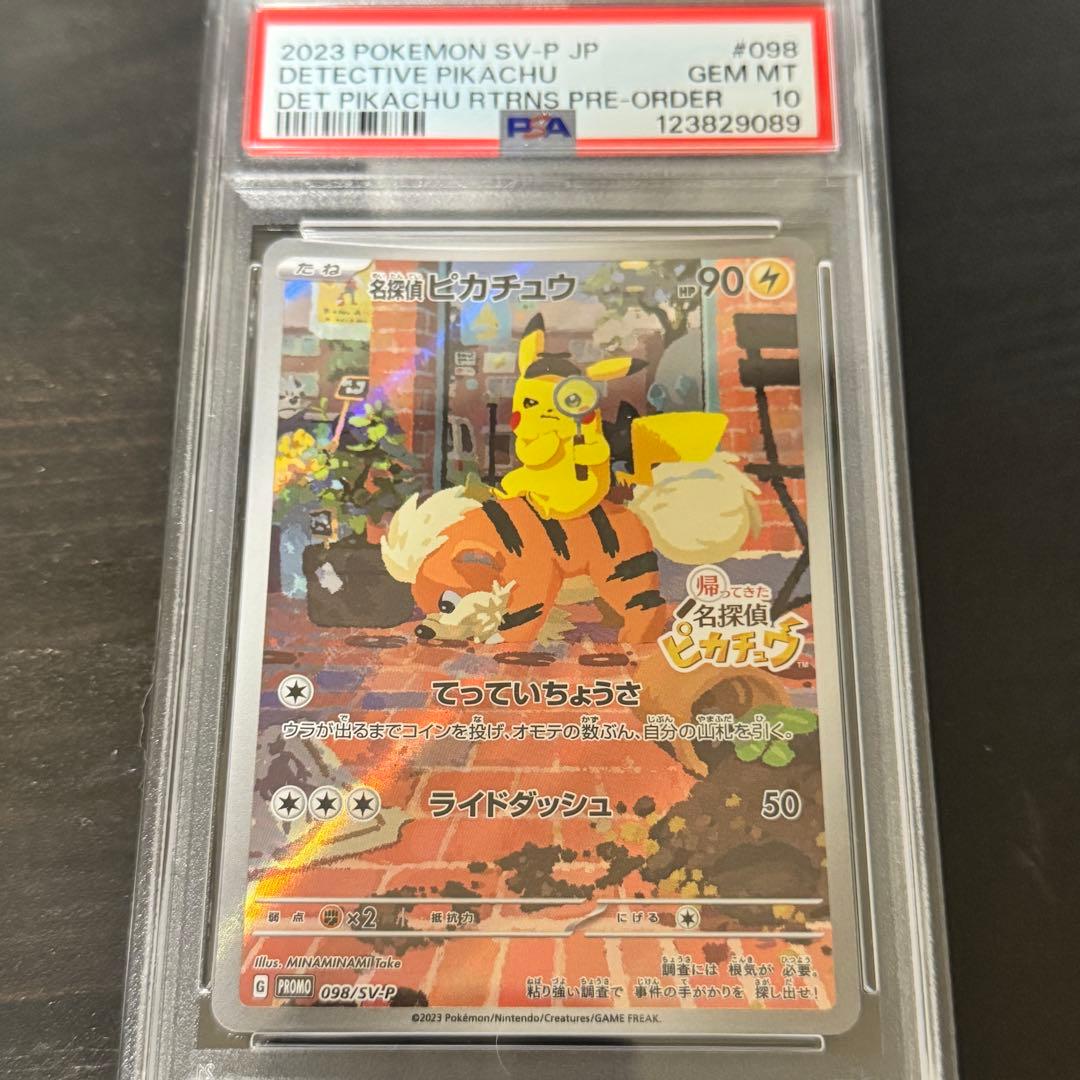 2023 POKEMON SV-P JP #098
DETECTIVE PIKACHU GEM MT
DET PIKACHU RTRNS PRE-ORDER 10
PSA 123829089
たね
名探偵ピカチュウ HP 90
帰ってきた
名探偵
ピカチュウ™
てっていちょうさ
ウラが出るまでコインを投げ、オモテの数ぶん、自分の山札を引く。
ライドダッシュ 50
弱点 ×2 抵抗力 にげる
Illus. MINAMINAMI Take
G PROMO 098/SV-P
調査には 根気が 必要。
粘り強い調査で 事件の手がかりを 探し出せ!
©2023 Pokémon/Nintendo/Creatures/GAME FREAK.